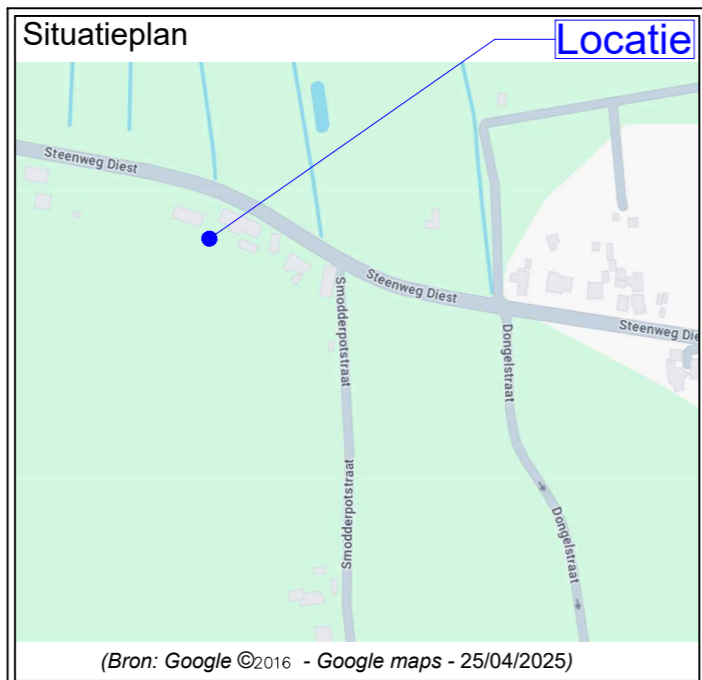 Situatieplan
Locatie
Steenweg Diest
Steenweg Diest
Steenweg Die
Smodderpotstraat
Dongelstraat
Smodderpotstraat
Dongelstraat
(Bron: Google ©2016 - Google maps - 25/04/2025)